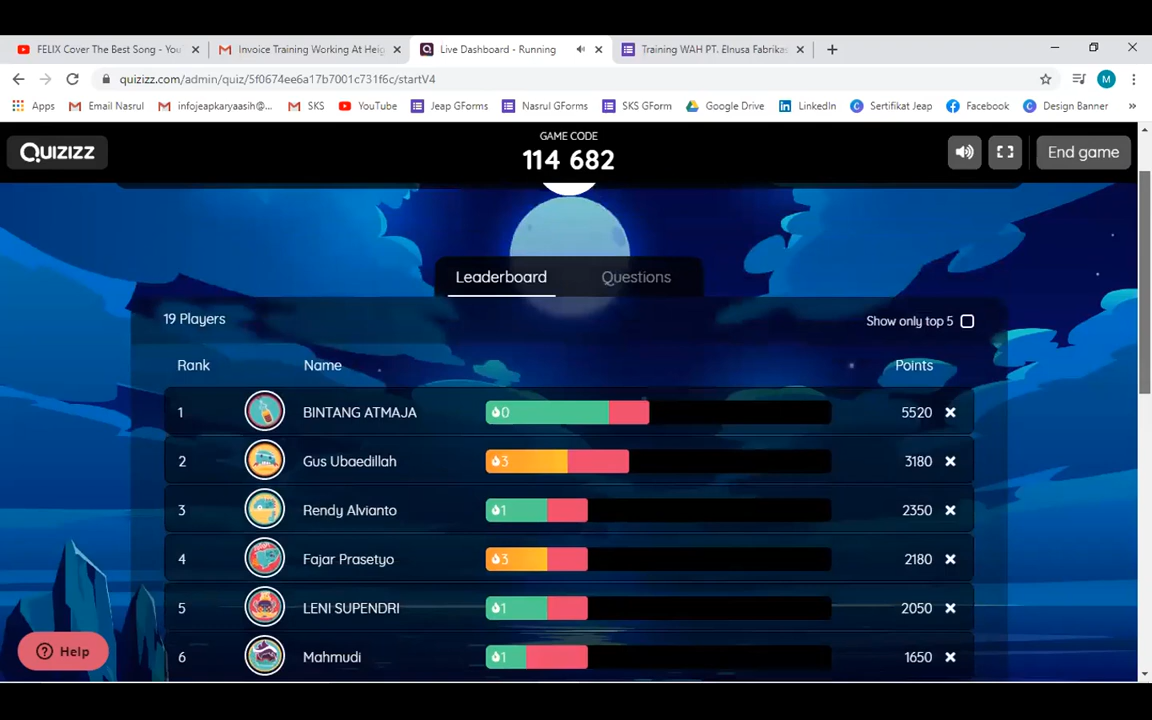 FELIX Cover The Best Song - You
Invoice Training Working At Heig
Live Dashboard - Running
Training WAH PT. Elnusa Fabrikas
quizizz.com/admin/quiz/5f0674ee6a17b7001c731f6c/startV4
M
Apps Email Nasrul infojeapkaryaasih@... SKS YouTube Jeap GForms Nasrul GForms SKS GForm Google Drive LinkedIn Sertifikat Jeap Facebook Design Banner »
Quizizz
GAME CODE
114 682
End game
Leaderboard Questions
19 Players Show only top 5
Rank Name Points
1 BINTANG ATMAJA 0 5520
2 Gus Ubaedillah 3 3180
3 Rendy Alvianto 1 2350
4 Fajar Prasetyo 3 2180
5 LENI SUPENDRI 1 2050
6 Mahmudi 1 1650
Help